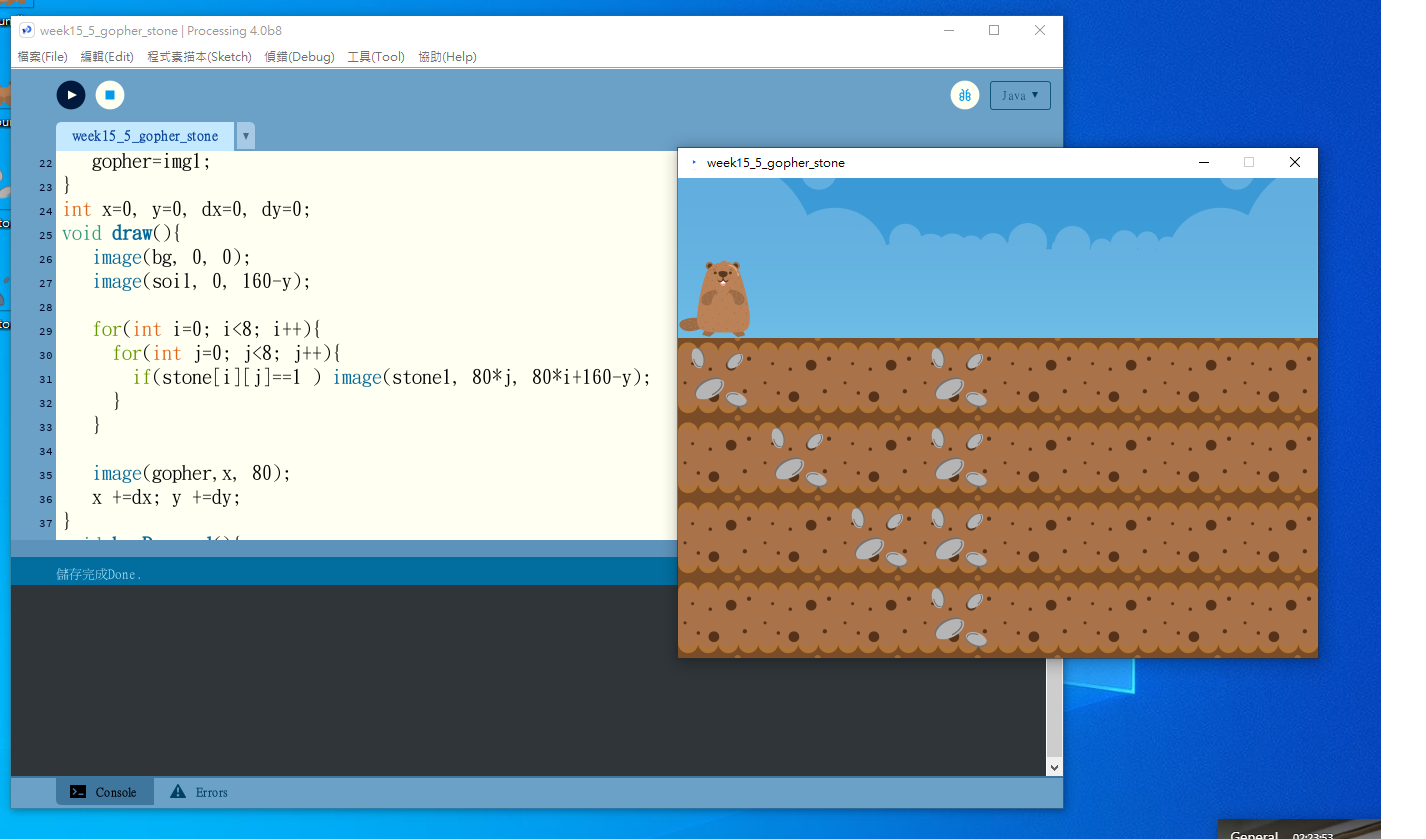 week15_5_gopher_stone | Processing 4.0b8
檔案(File) 編輯(Edit) 程式素描本(Sketch) 偵錯(Debug) 工具(Tool) 協助(Help)
Java ▼
week15_5_gopher_stone ▼
22 gopher=img1;
23 }
24 int x=0, y=0, dx=0, dy=0;
25 void draw(){
26 image(bg, 0, 0);
27 image(soil, 0, 160-y);
28
29 for(int i=0; i<8; i++){
30 for(int j=0; j<8; j++){
31 if(stone[i][j]==1 ) image(stone1, 80*j, 80*i+160-y);
32 }
33 }
34
35 image(gopher,x, 80);
36 x +=dx; y +=dy;
37 }
儲存完成Done.
Console Errors
week15_5_gopher_stone
General 02:23:53